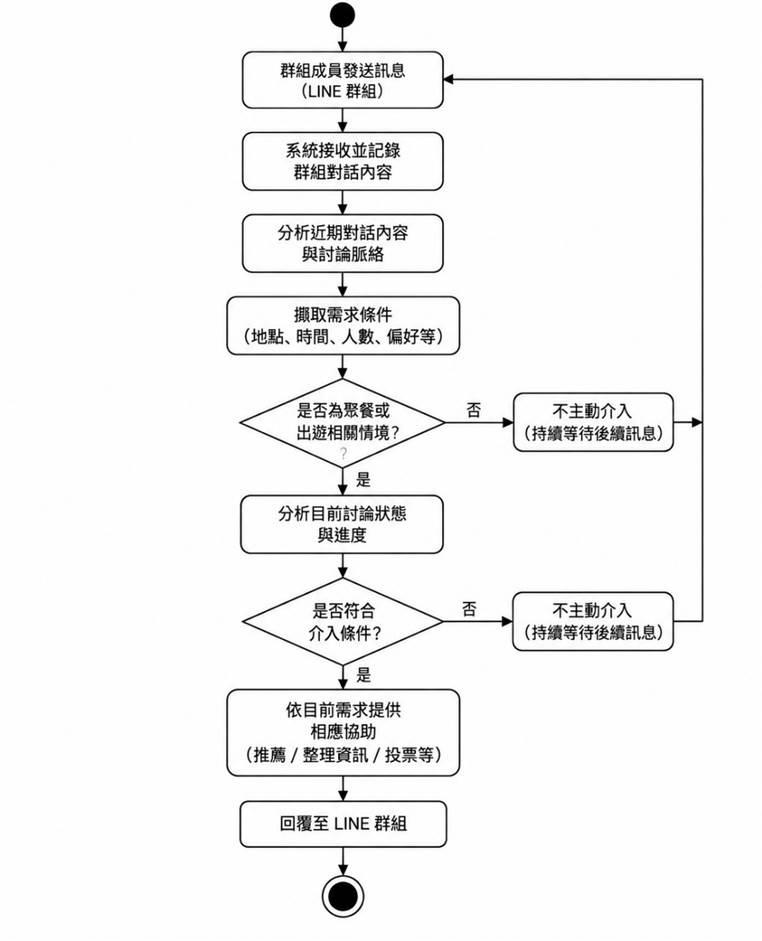 群組成員發送訊息
（LINE 群組）
系統接收並記錄
群組對話內容
分析近期對話內容
與討論脈絡
擷取需求條件
（地點、時間、人數、偏好等）
是否為聚餐或
出遊相關情境？
?
否
不主動介入
（持續等待後續訊息）
是
分析目前討論狀態
與進度
是否符合
介入條件？
否
不主動介入
（持續等待後續訊息）
是
依目前需求提供
相應協助
（推薦 / 整理資訊 / 投票等）
回覆至 LINE 群組